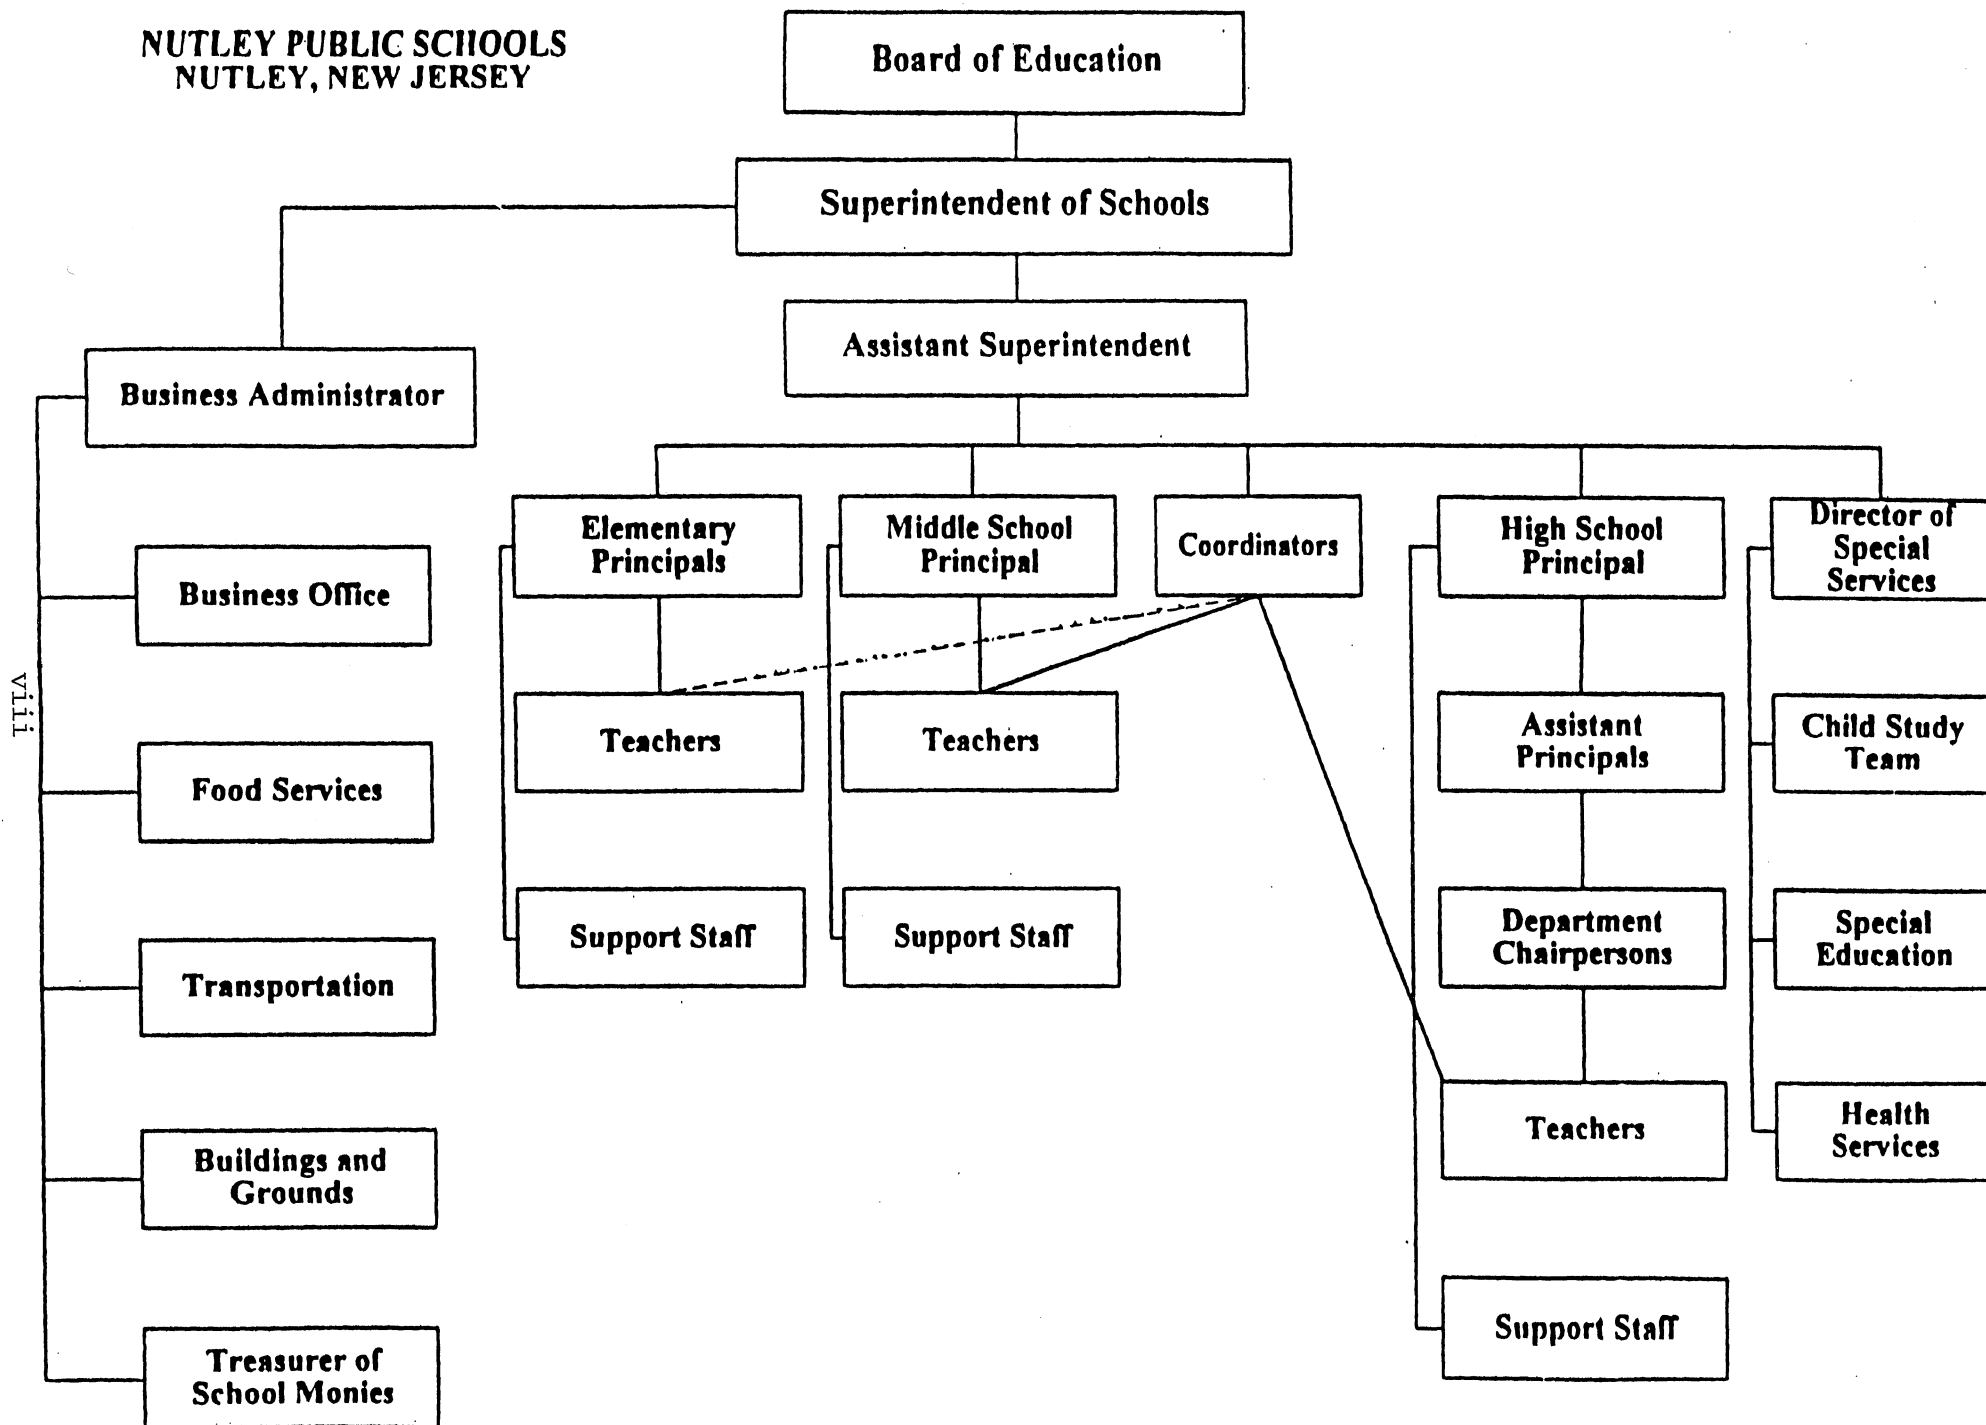 NUTLEY PUBLIC SCHOOLS
NUTLEY, NEW JERSEY
Board of Education
Superintendent of Schools
Assistant Superintendent
Business Administrator
Elementary
Principals
Middle School
Principal
Coordinators
High School
Principal
Director of
Special
Services
Business Office
Food Services
Transportation
Buildings and
Grounds
Treasurer of
School Monies
Teachers
Support Staff
Teachers
Support Staff
Assistant
Principals
Department
Chairpersons
Teachers
Support Staff
Child Study
Team
Special
Education
Health
Services
viii